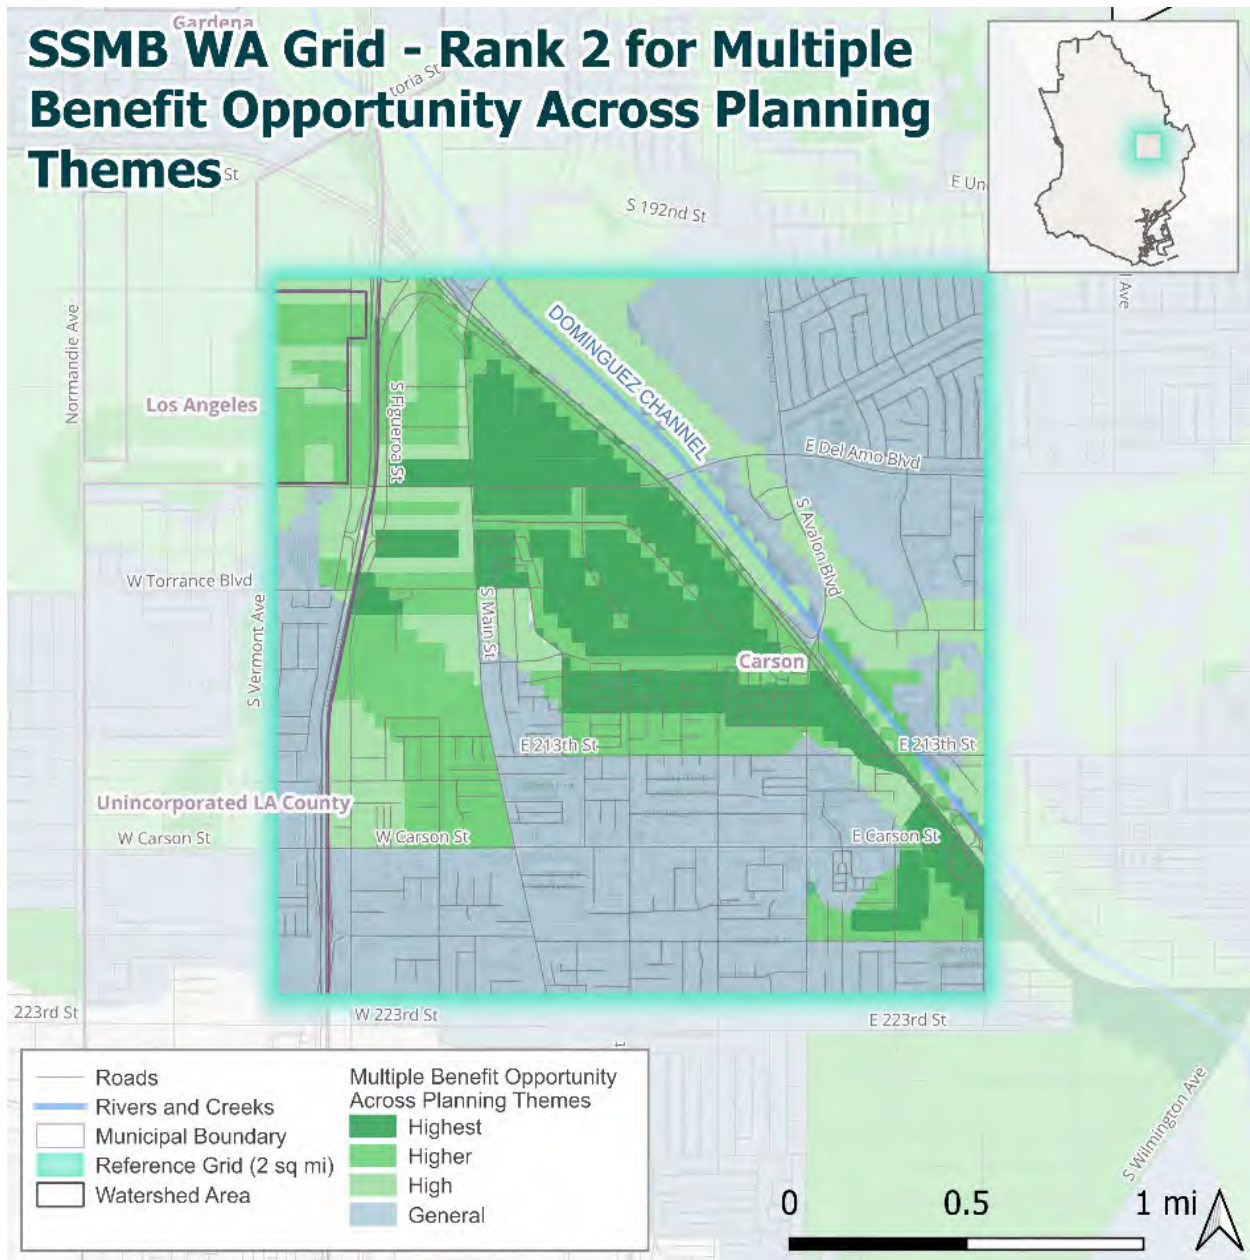 Gardena
SSMB WA Grid - Rank 2 for Multiple
Benefit Opportunity Across Planning
Themes
toria St
St
S 192nd St
E Un
l Ave
Normandie Ave
DOMINGUEZ CHANNEL
Los Angeles
S Figueroa St
E Del Amo Blvd
S Avalon Blvd
W Torrance Blvd
S Vermont Ave
S Main St
Carson
E 213th St
E 213th St
Unincorporated LA County
W Carson St
W Carson St
E Carson St
223rd St
W 223rd St
E 223rd St
S Wilmington Ave
Roads
Rivers and Creeks
Municipal Boundary
Reference Grid (2 sq mi)
Watershed Area
Multiple Benefit Opportunity
Across Planning Themes
Highest
Higher
High
General
0 0.5 1 mi